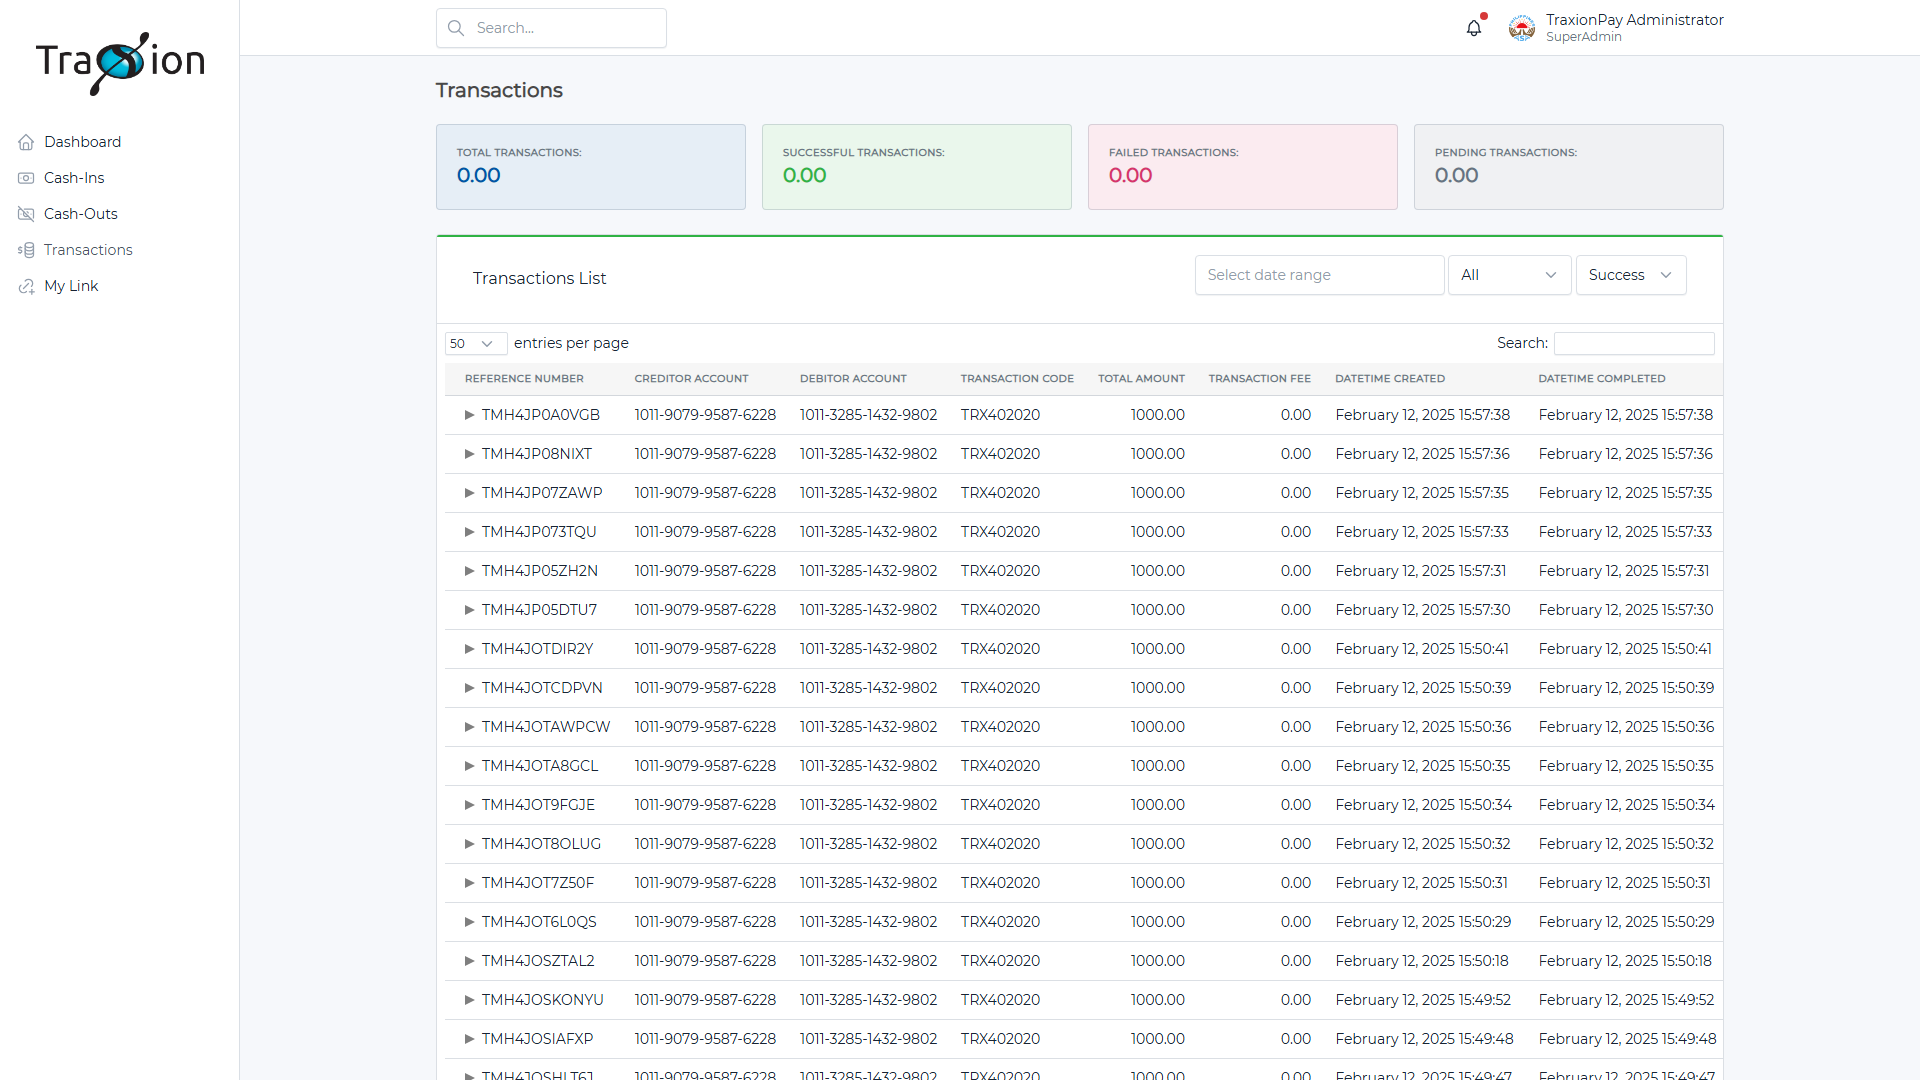 Traxion
Search...
TraxionPay Administrator
SuperAdmin
Dashboard
Cash-Ins
Cash-Outs
Transactions
My Link
Transactions
TOTAL TRANSACTIONS:
0.00
SUCCESSFUL TRANSACTIONS:
0.00
FAILED TRANSACTIONS:
0.00
PENDING TRANSACTIONS:
0.00
Transactions List
Select date range
All
Success
50 entries per page
Search:
REFERENCE NUMBER CREDITOR ACCOUNT DEBITOR ACCOUNT TRANSACTION CODE TOTAL AMOUNT TRANSACTION FEE DATETIME CREATED DATETIME COMPLETED
TMH4JP0A0VGB 1011-9079-9587-6228 1011-3285-1432-9802 TRX402020 1000.00 0.00 February 12, 2025 15:57:38 February 12, 2025 15:57:38
TMH4JP08NIXT 1011-9079-9587-6228 1011-3285-1432-9802 TRX402020 1000.00 0.00 February 12, 2025 15:57:36 February 12, 2025 15:57:36
TMH4JP07ZAWP 1011-9079-9587-6228 1011-3285-1432-9802 TRX402020 1000.00 0.00 February 12, 2025 15:57:35 February 12, 2025 15:57:35
TMH4JP073TQU 1011-9079-9587-6228 1011-3285-1432-9802 TRX402020 1000.00 0.00 February 12, 2025 15:57:33 February 12, 2025 15:57:33
TMH4JP05ZH2N 1011-9079-9587-6228 1011-3285-1432-9802 TRX402020 1000.00 0.00 February 12, 2025 15:57:31 February 12, 2025 15:57:31
TMH4JP05DTU7 1011-9079-9587-6228 1011-3285-1432-9802 TRX402020 1000.00 0.00 February 12, 2025 15:57:30 February 12, 2025 15:57:30
TMH4JOTDIR2Y 1011-9079-9587-6228 1011-3285-1432-9802 TRX402020 1000.00 0.00 February 12, 2025 15:50:41 February 12, 2025 15:50:41
TMH4JOTCDPVN 1011-9079-9587-6228 1011-3285-1432-9802 TRX402020 1000.00 0.00 February 12, 2025 15:50:39 February 12, 2025 15:50:39
TMH4JOTAWPCW 1011-9079-9587-6228 1011-3285-1432-9802 TRX402020 1000.00 0.00 February 12, 2025 15:50:36 February 12, 2025 15:50:36
TMH4JOTA8GCL 1011-9079-9587-6228 1011-3285-1432-9802 TRX402020 1000.00 0.00 February 12, 2025 15:50:35 February 12, 2025 15:50:35
TMH4JOT9FGJE 1011-9079-9587-6228 1011-3285-1432-9802 TRX402020 1000.00 0.00 February 12, 2025 15:50:34 February 12, 2025 15:50:34
TMH4JOT8OLUG 1011-9079-9587-6228 1011-3285-1432-9802 TRX402020 1000.00 0.00 February 12, 2025 15:50:32 February 12, 2025 15:50:32
TMH4JOT7Z50F 1011-9079-9587-6228 1011-3285-1432-9802 TRX402020 1000.00 0.00 February 12, 2025 15:50:31 February 12, 2025 15:50:31
TMH4JOT6L0QS 1011-9079-9587-6228 1011-3285-1432-9802 TRX402020 1000.00 0.00 February 12, 2025 15:50:29 February 12, 2025 15:50:29
TMH4JOSZTAL2 1011-9079-9587-6228 1011-3285-1432-9802 TRX402020 1000.00 0.00 February 12, 2025 15:50:18 February 12, 2025 15:50:18
TMH4JOSKONYU 1011-9079-9587-6228 1011-3285-1432-9802 TRX402020 1000.00 0.00 February 12, 2025 15:49:52 February 12, 2025 15:49:52
TMH4JOSIAFXP 1011-9079-9587-6228 1011-3285-1432-9802 TRX402020 1000.00 0.00 February 12, 2025 15:49:48 February 12, 2025 15:49:48
1011-9079-9587-6228 1011-3285-1432-9802 TRX402020 1000.00 0.00 February 12, 2025 15:49:47 February 12, 2025 15:49:47